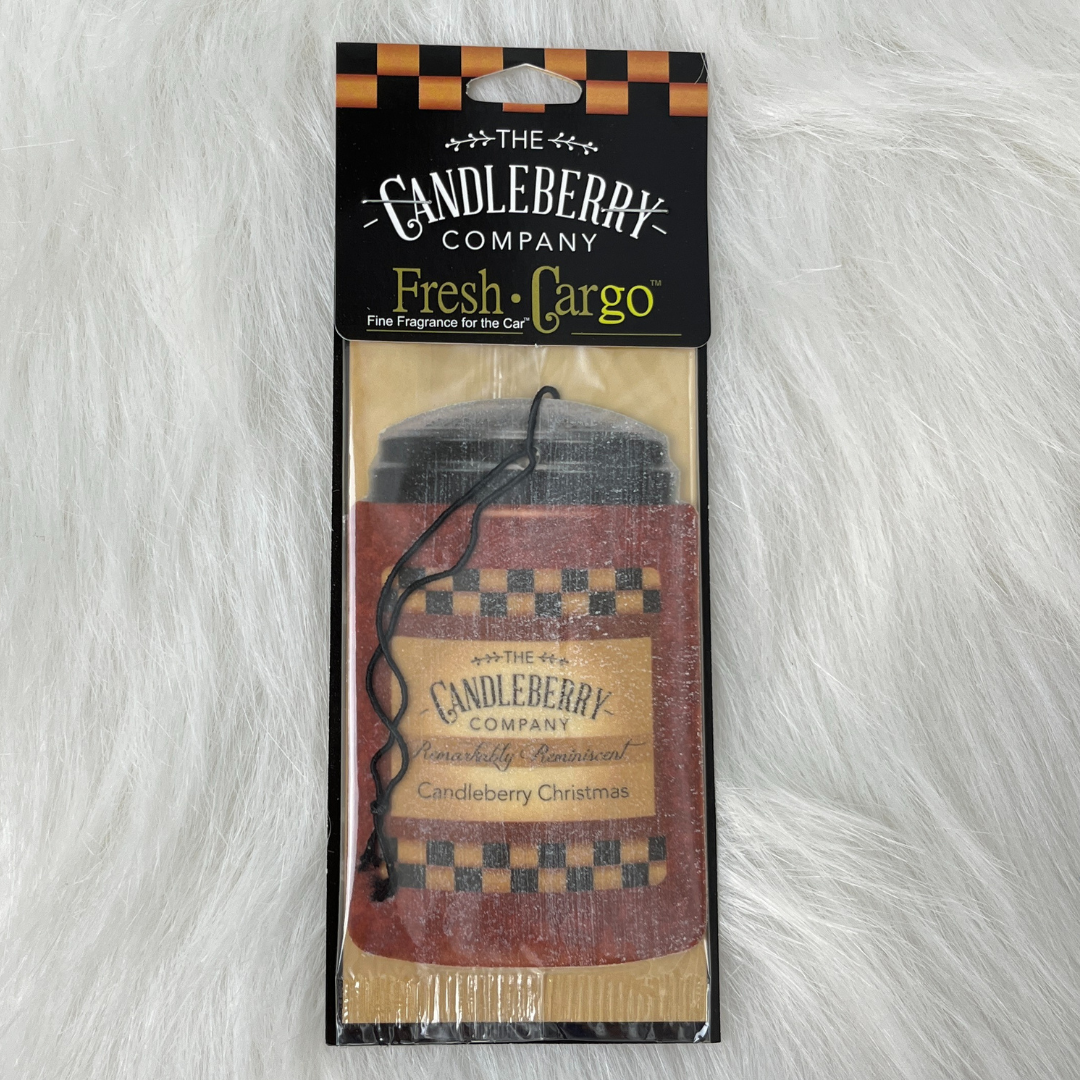 THE
CANDLEBERRY
COMPANY
Fresh · Cargo™
Fine Fragrance for the Car™
THE
CANDLEBERRY
COMPANY
Remarkably Reminiscent
Candleberry Christmas